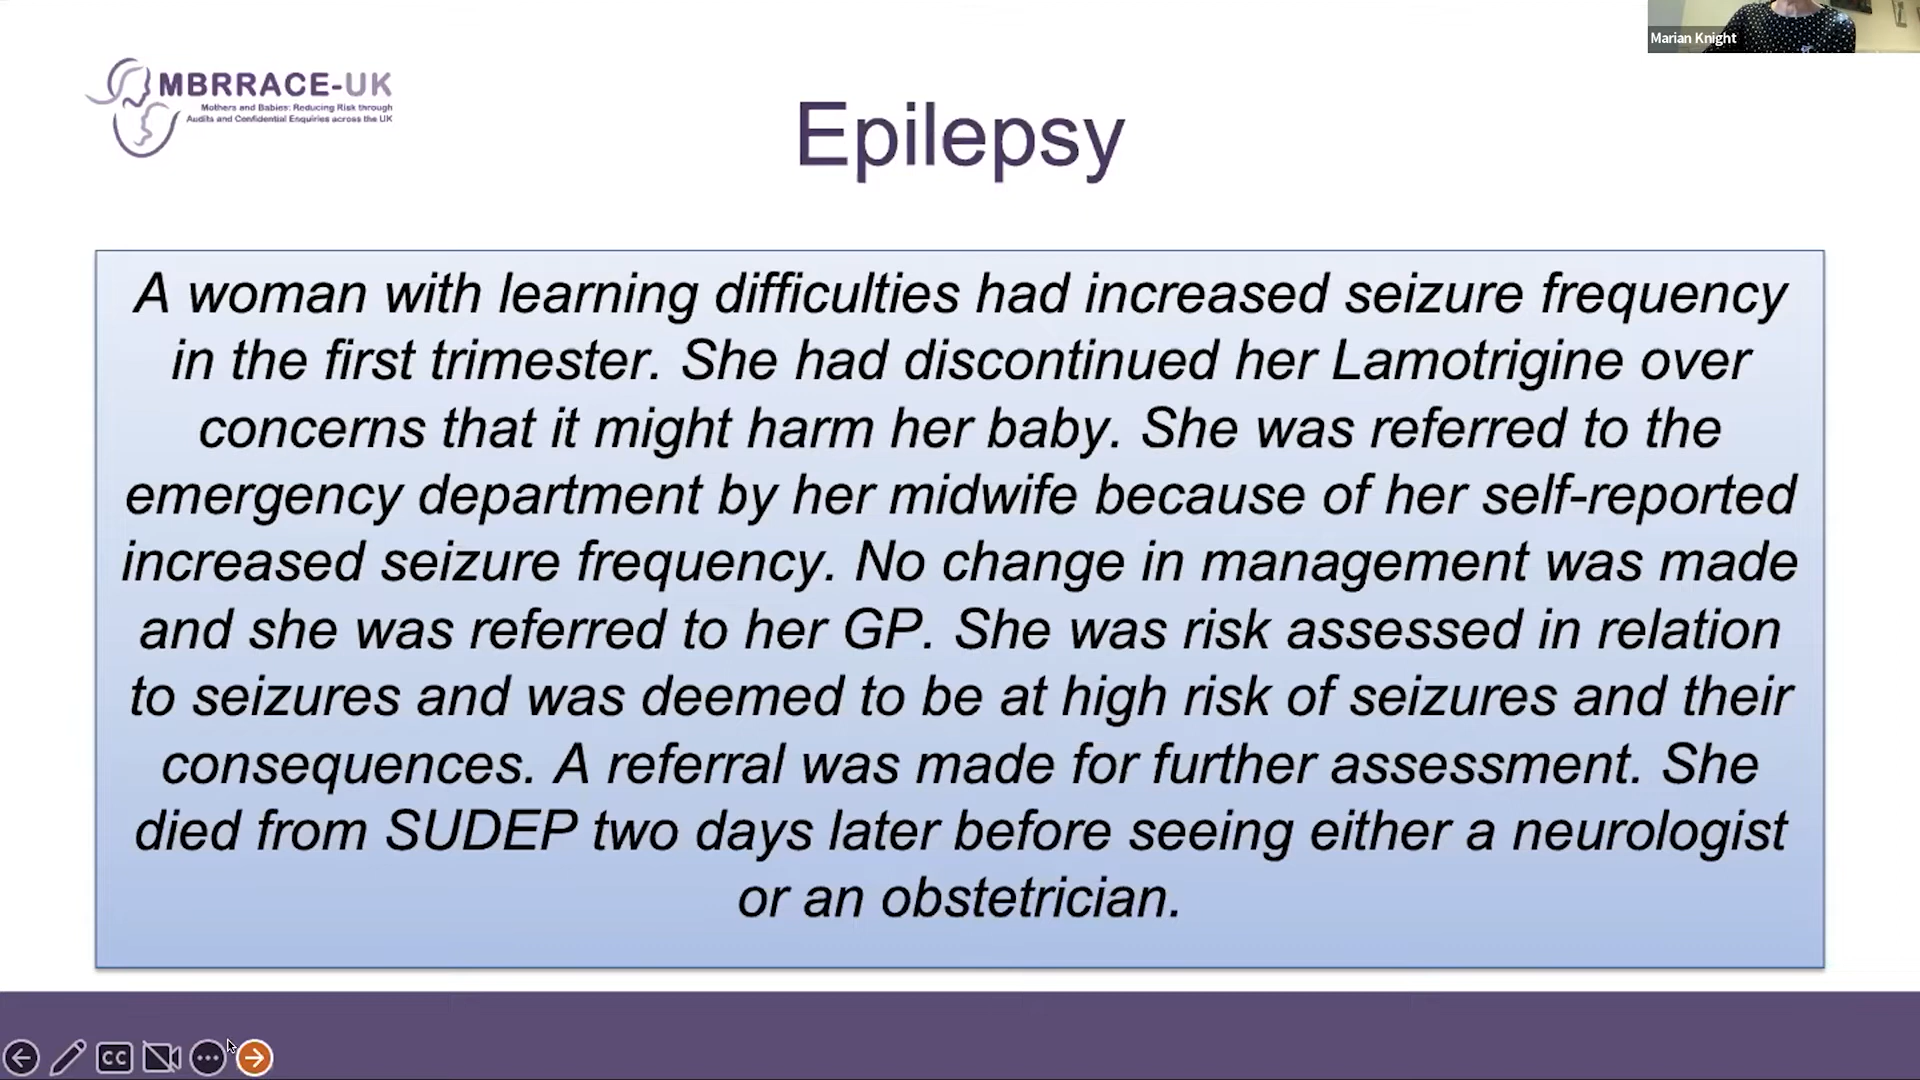 Marian Knight
MBRRACE-UK
Mothers and Babies: Reducing Risk through
Audits and Confidential Enquiries across the UK
Epilepsy
A woman with learning difficulties had increased seizure frequency
in the first trimester. She had discontinued her Lamotrigine over
concerns that it might harm her baby. She was referred to the
emergency department by her midwife because of her self-reported
increased seizure frequency. No change in management was made
and she was referred to her GP. She was risk assessed in relation
to seizures and was deemed to be at high risk of seizures and their
consequences. A referral was made for further assessment. She
died from SUDEP two days later before seeing either a neurologist
or an obstetrician.
CC